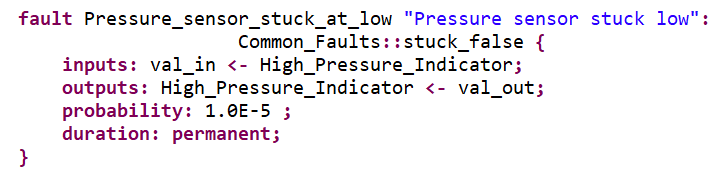 fault Pressure_sensor_stuck_at_low "Pressure sensor stuck low":
Common_Faults::stuck_false {
inputs: val_in <- High_Pressure_Indicator;
outputs: High_Pressure_Indicator <- val_out;
probability: 1.0E-5 ;
duration: permanent;
}